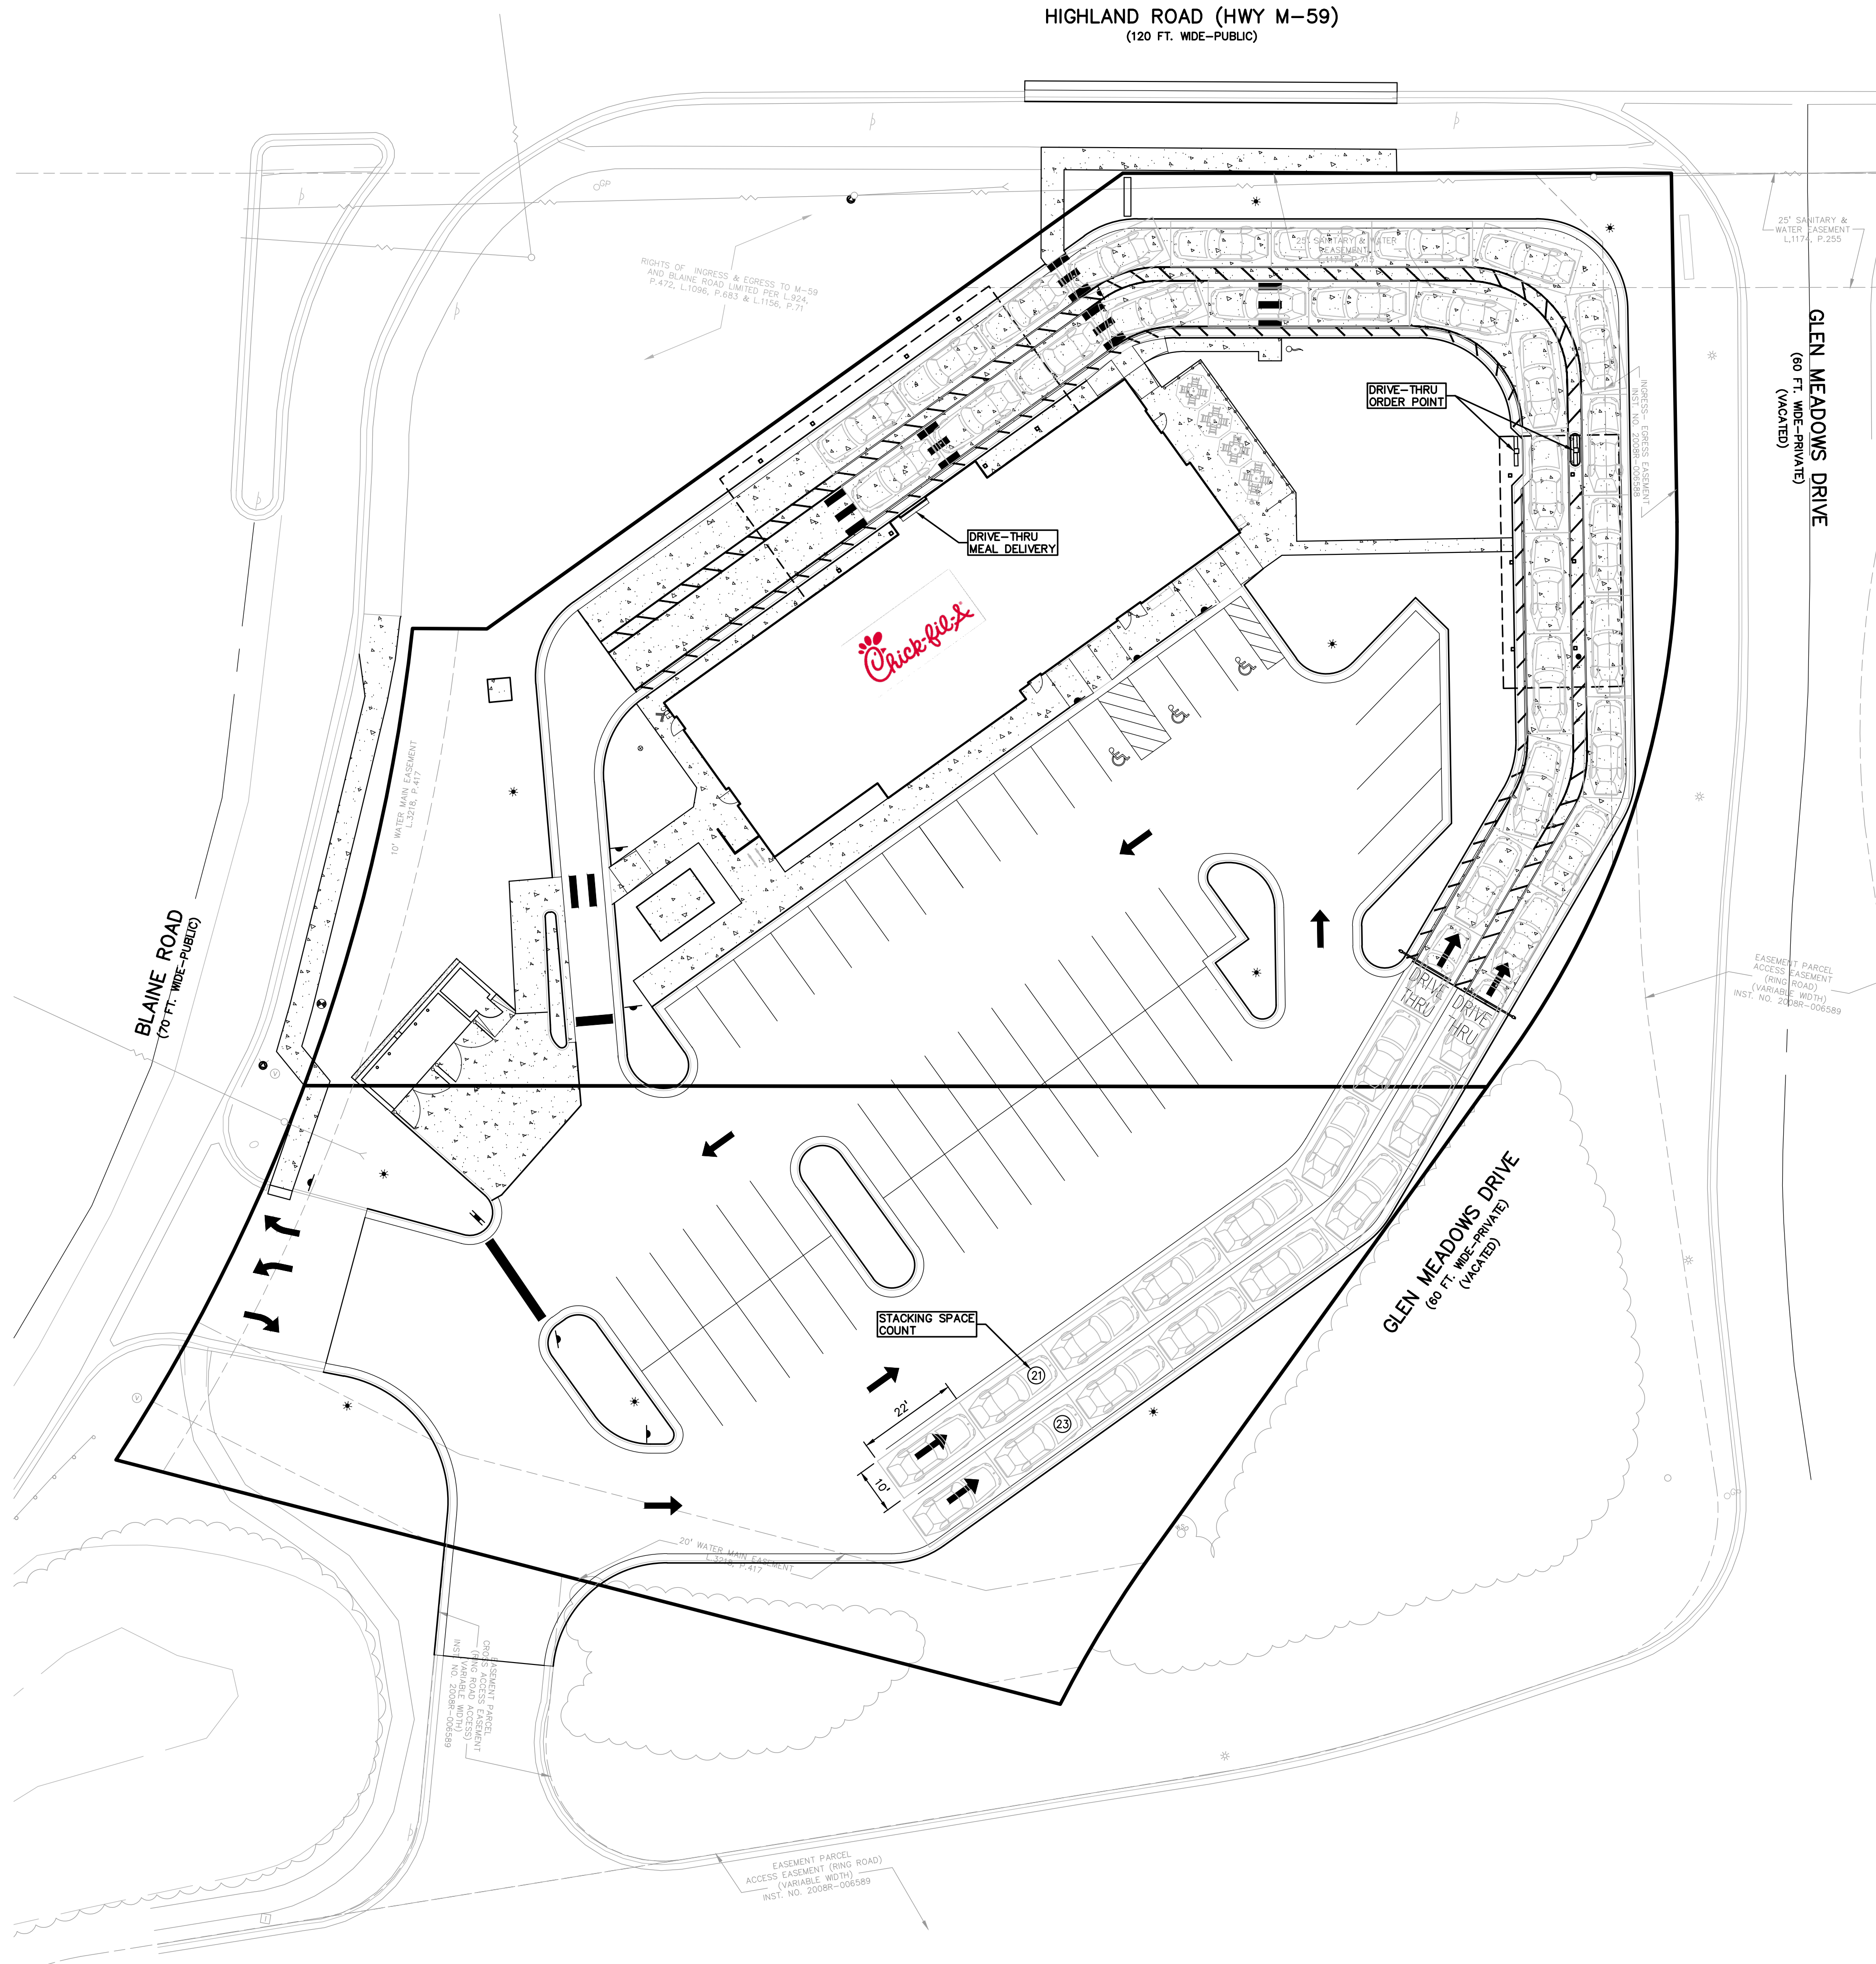 HIGHLAND ROAD (HWY M-59)
(120 FT. WIDE-PUBLIC)
GP
RIGHTS OF INGRESS & EGRESS TO M-59
AND BLAINE ROAD LIMITED PER L.924,
P.472, L.1096, P.683 & L.1156, P.71
25' SANITARY & WATER
EASEMENT
25' SANITARY &
WATER EASEMENT
L.1174, P.255
GLEN MEADOWS DRIVE
(60 FT. WIDE-PRIVATE)
(VACATED)
INGRESS- EGRESS EASEMENT
INST NO. 2008R-006588
DRIVE-THRU
ORDER POINT
DRIVE-THRU
MEAL DELIVERY
Chick-fil-A
10' WATER MAIN EASEMENT
L.3218, P.417
BLAINE ROAD
(70 FT. WIDE-PUBLIC)
DRIVE
THRU
DRIVE
THRU
EASEMENT PARCEL
ACCESS EASEMENT
(RING ROAD)
(VARIABLE WIDTH)
INST. NO. 2008R-006589
V
GLEN MEADOWS DRIVE
(60 FT. WIDE-PRIVATE)
(VACATED)
STACKING SPACE
COUNT
21
22'
23
10'
V
GP
20' WATER MAIN EASEMENT
L.3218, P.417
EASEMENT PARCEL
CROSS ACCESS EASEMENT
(RING ROAD ACCESS)
(VARIABLE WIDTH)
INST. NO. 2008R-006589
EASEMENT PARCEL
ACCESS EASEMENT (RING ROAD)
(VARIABLE WIDTH)
INST. NO. 2008R-006589